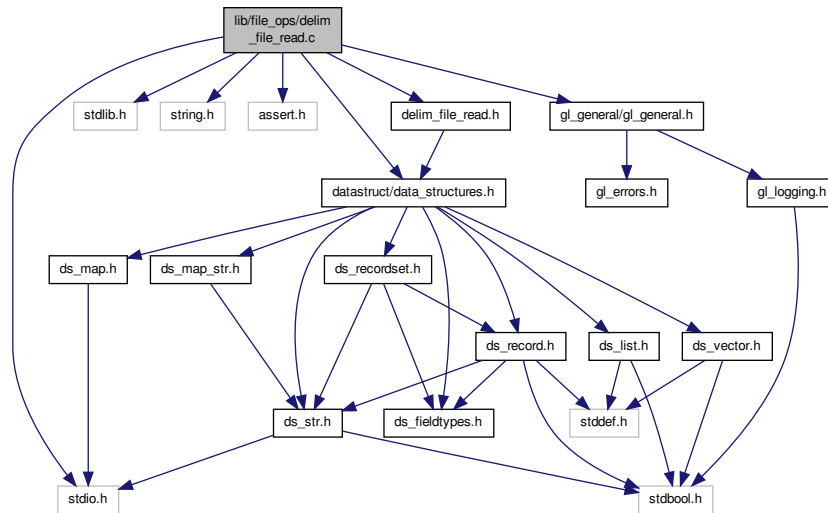 lib/file_ops/delim
_file_read.c
stdlib.h
string.h
assert.h
delim_file_read.h
gl_general/gl_general.h
datastruct/data_structures.h
gl_errors.h
gl_logging.h
ds_map.h
ds_map_str.h
ds_recordset.h
ds_record.h
ds_list.h
ds_vector.h
ds_str.h
ds_fieldtypes.h
stddef.h
stdio.h
stdbool.h